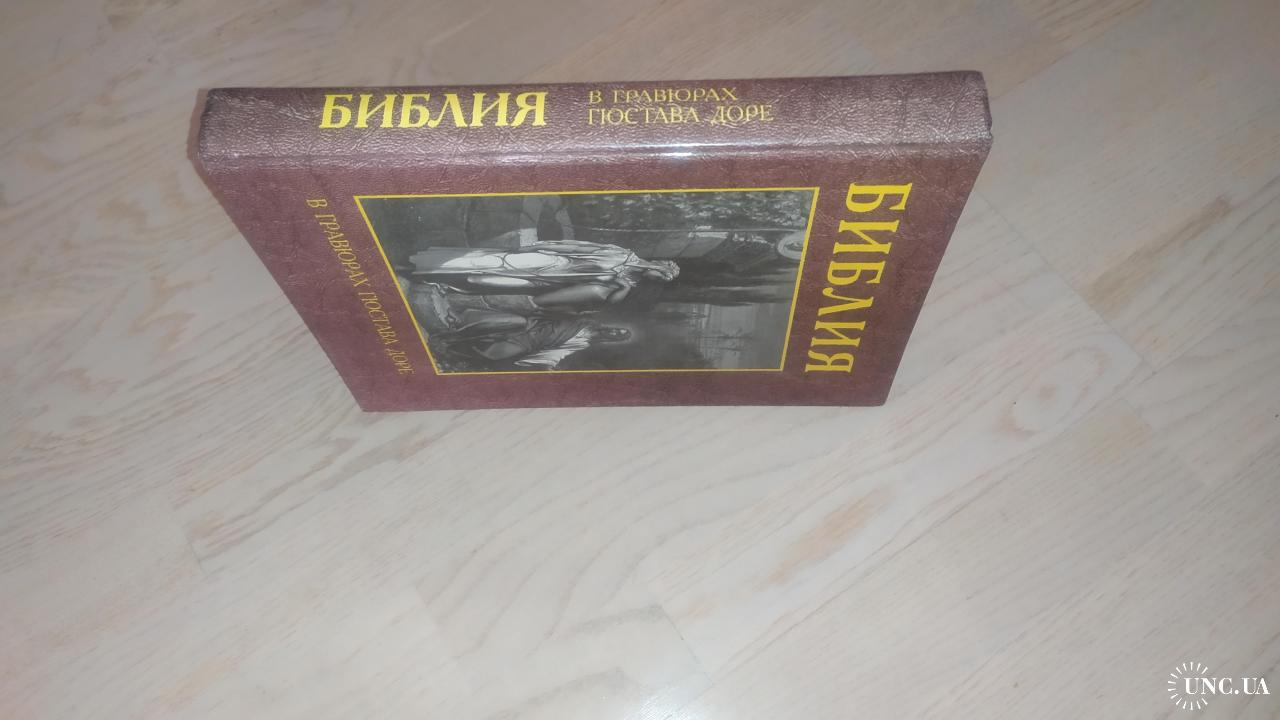 БИБЛИЯ
В ГРАВЮРАХ
ГЮСТАВА ДОРЕ
БИБЛИЯ
В ГРАВЮРАХ ГЮСТАВА ДОРЕ
UNC.UA